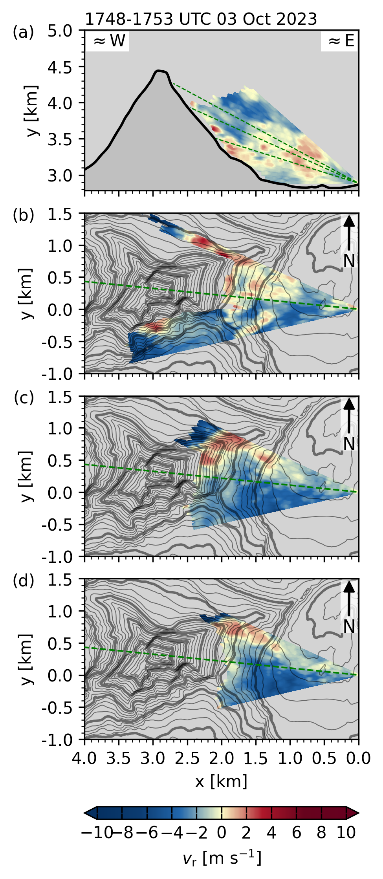 1748-1753 UTC 03 Oct 2023
(a)
≈ W
≈ E
5.0
4.5
4.0
3.5
3.0
y [km]
(b)
1.5
1.0
0.5
0.0
-0.5
-1.0
y [km]
N
(c)
1.5
1.0
0.5
0.0
-0.5
-1.0
y [km]
N
(d)
1.5
1.0
0.5
0.0
-0.5
-1.0
y [km]
N
4.0 3.5 3.0 2.5 2.0 1.5 1.0 0.5 0.0
x [km]
−10 −8 −6 −4 −2 0 2 4 6 8 10
vr [m s−1]